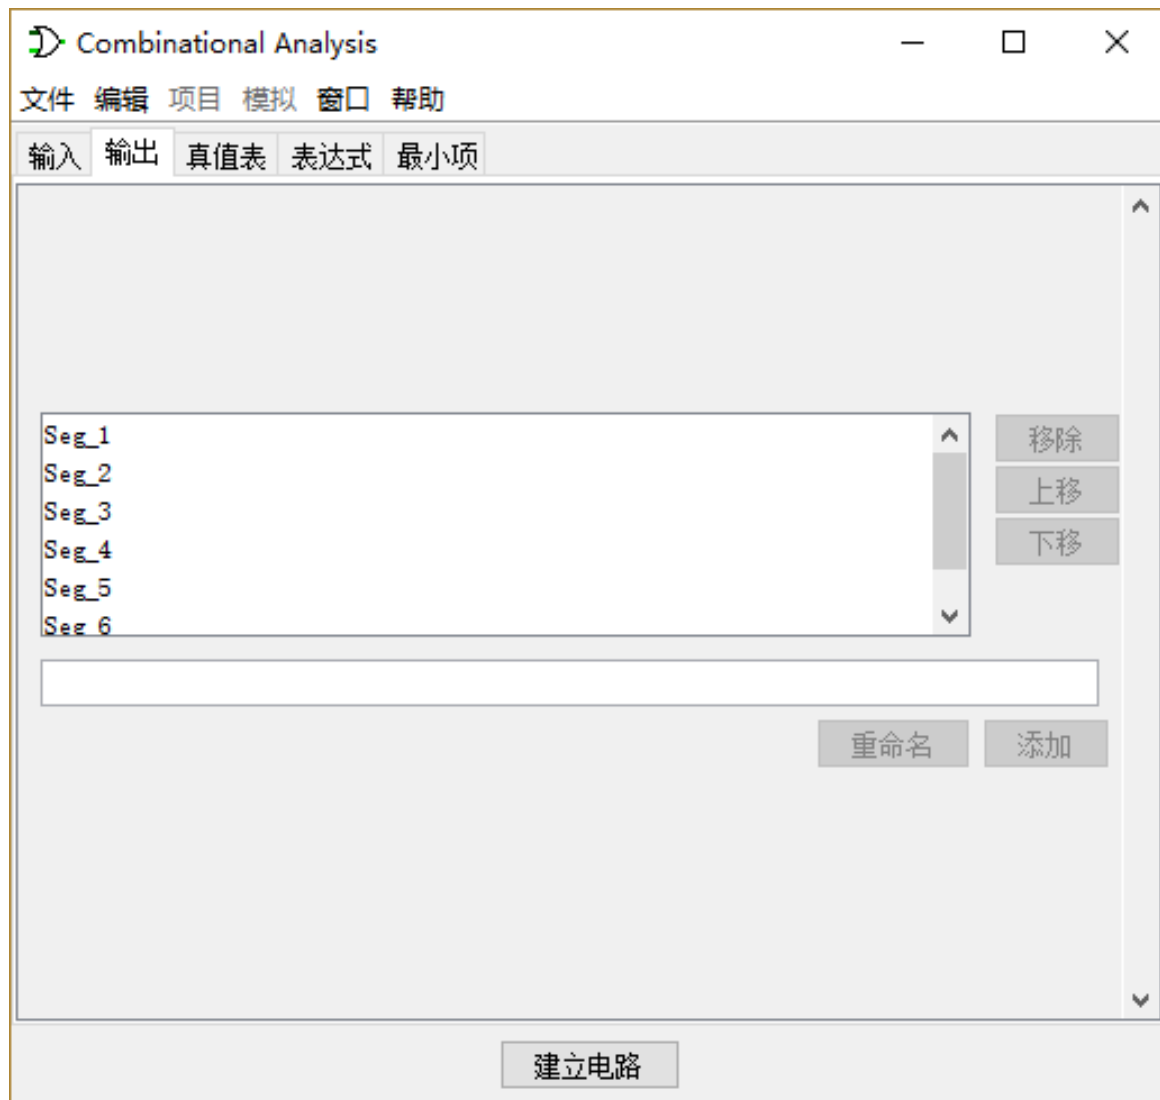 Combinational Analysis
文件 编辑 项目 模拟 窗口 帮助
输入 输出 真值表 表达式 最小项
Seg_1
Seg_2
Seg_3
Seg_4
Seg_5
Seg_6
移除
上移
下移
重命名 添加
建立电路